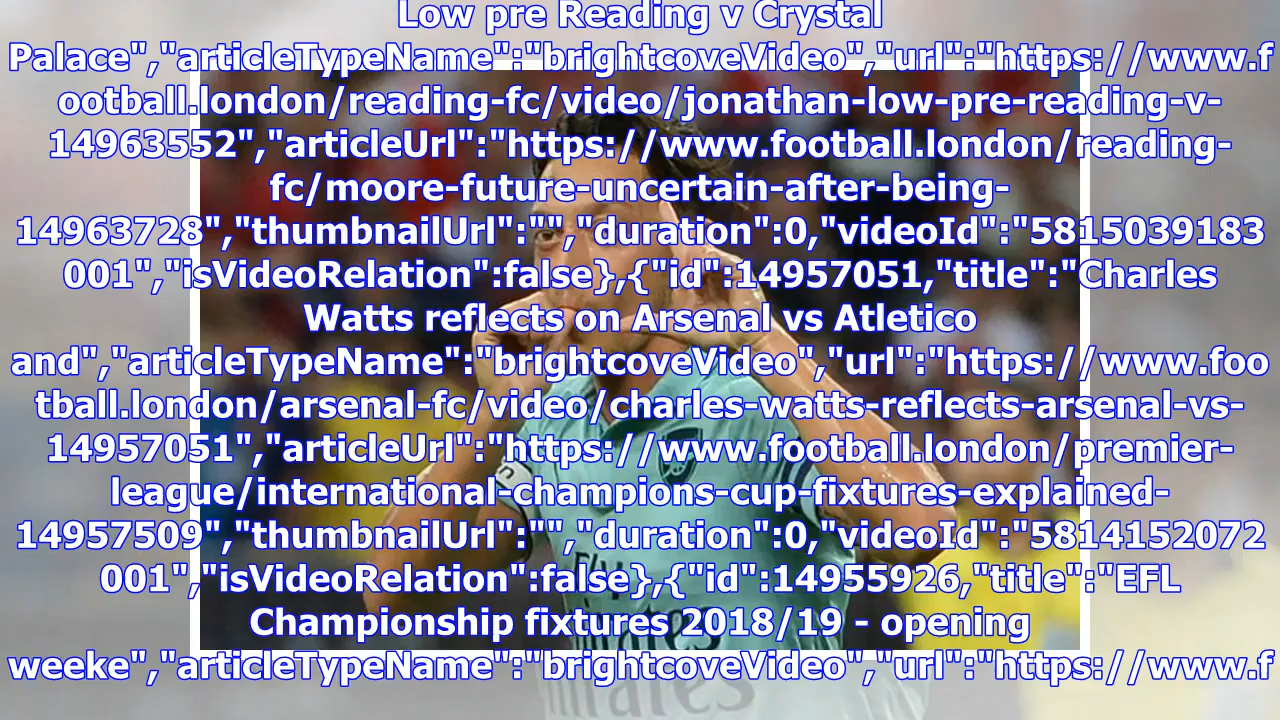 Low pre Reading v Crystal
Palace","articleTypeName":"brightcoveVideo","url":"https://www.f
ootball.london/reading-fc/video/jonathan-low-pre-reading-v-
14963552","articleUrl":"https://www.football.london/reading-
fc/moore-future-uncertain-after-being-
14963728","thumbnailUrl":"","duration":0,"videoId":"5815039183
001","isVideoRelation":false},{"id":14957051,"title":"Charles
Watts reflects on Arsenal vs Atletico
and","articleTypeName":"brightcoveVideo","url":"https://www.foo
tball.london/arsenal-fc/video/charles-watts-reflects-arsenal-vs-
14957051","articleUrl":"https://www.football.london/premier-
league/international-champions-cup-fixtures-explained-
14957509","thumbnailUrl":"","duration":0,"videoId":"5814152072
001","isVideoRelation":false},{"id":14955926,"title":"EFL
Championship fixtures 2018/19 - opening
weeke","articleTypeName":"brightcoveVideo","url":"https://www.f